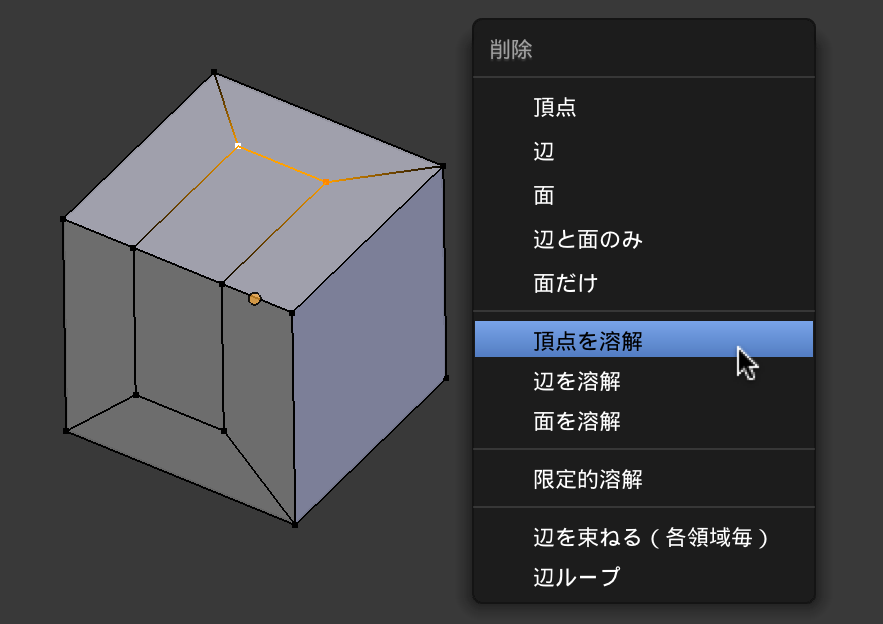 削除
頂点
辺
面
辺と面のみ
面だけ
頂点を溶解
辺を溶解
面を溶解
限定的溶解
辺を束ねる（各領域毎）
辺ループ